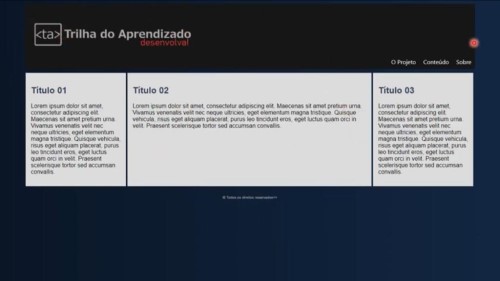 <ta> Trilha do Aprendizado
desenvolva!
O Projeto Conteúdo Sobre
Título 01
Lorem ipsum dolor sit amet,
consectetur adipiscing elit.
Maecenas sit amet pretium urna.
Vivamus venenatis velit nec
neque ultricies, eget elementum
magna tristique. Quisque vehicula,
risus eget aliquam placerat, purus
leo tincidunt eros, eget luctus
quam orci in velit. Praesent
scelerisque tortor sed accumsan
convallis.
Título 02
Lorem ipsum dolor sit amet, consectetur adipiscing elit. Maecenas sit amet pretium urna.
Vivamus venenatis velit nec neque ultricies, eget elementum magna tristique. Quisque
vehicula, risus eget aliquam placerat, purus leo tincidunt eros, eget luctus quam orci in velit.
Praesent scelerisque tortor sed accumsan convallis.
Título 03
Lorem ipsum dolor sit amet,
consectetur adipiscing elit.
Maecenas sit amet pretium urna.
Vivamus venenatis velit nec
neque ultricies, eget elementum
magna tristique. Quisque vehicula,
risus eget aliquam placerat, purus
leo tincidunt eros, eget luctus
quam orci in velit. Praesent
scelerisque tortor sed accumsan
convallis.